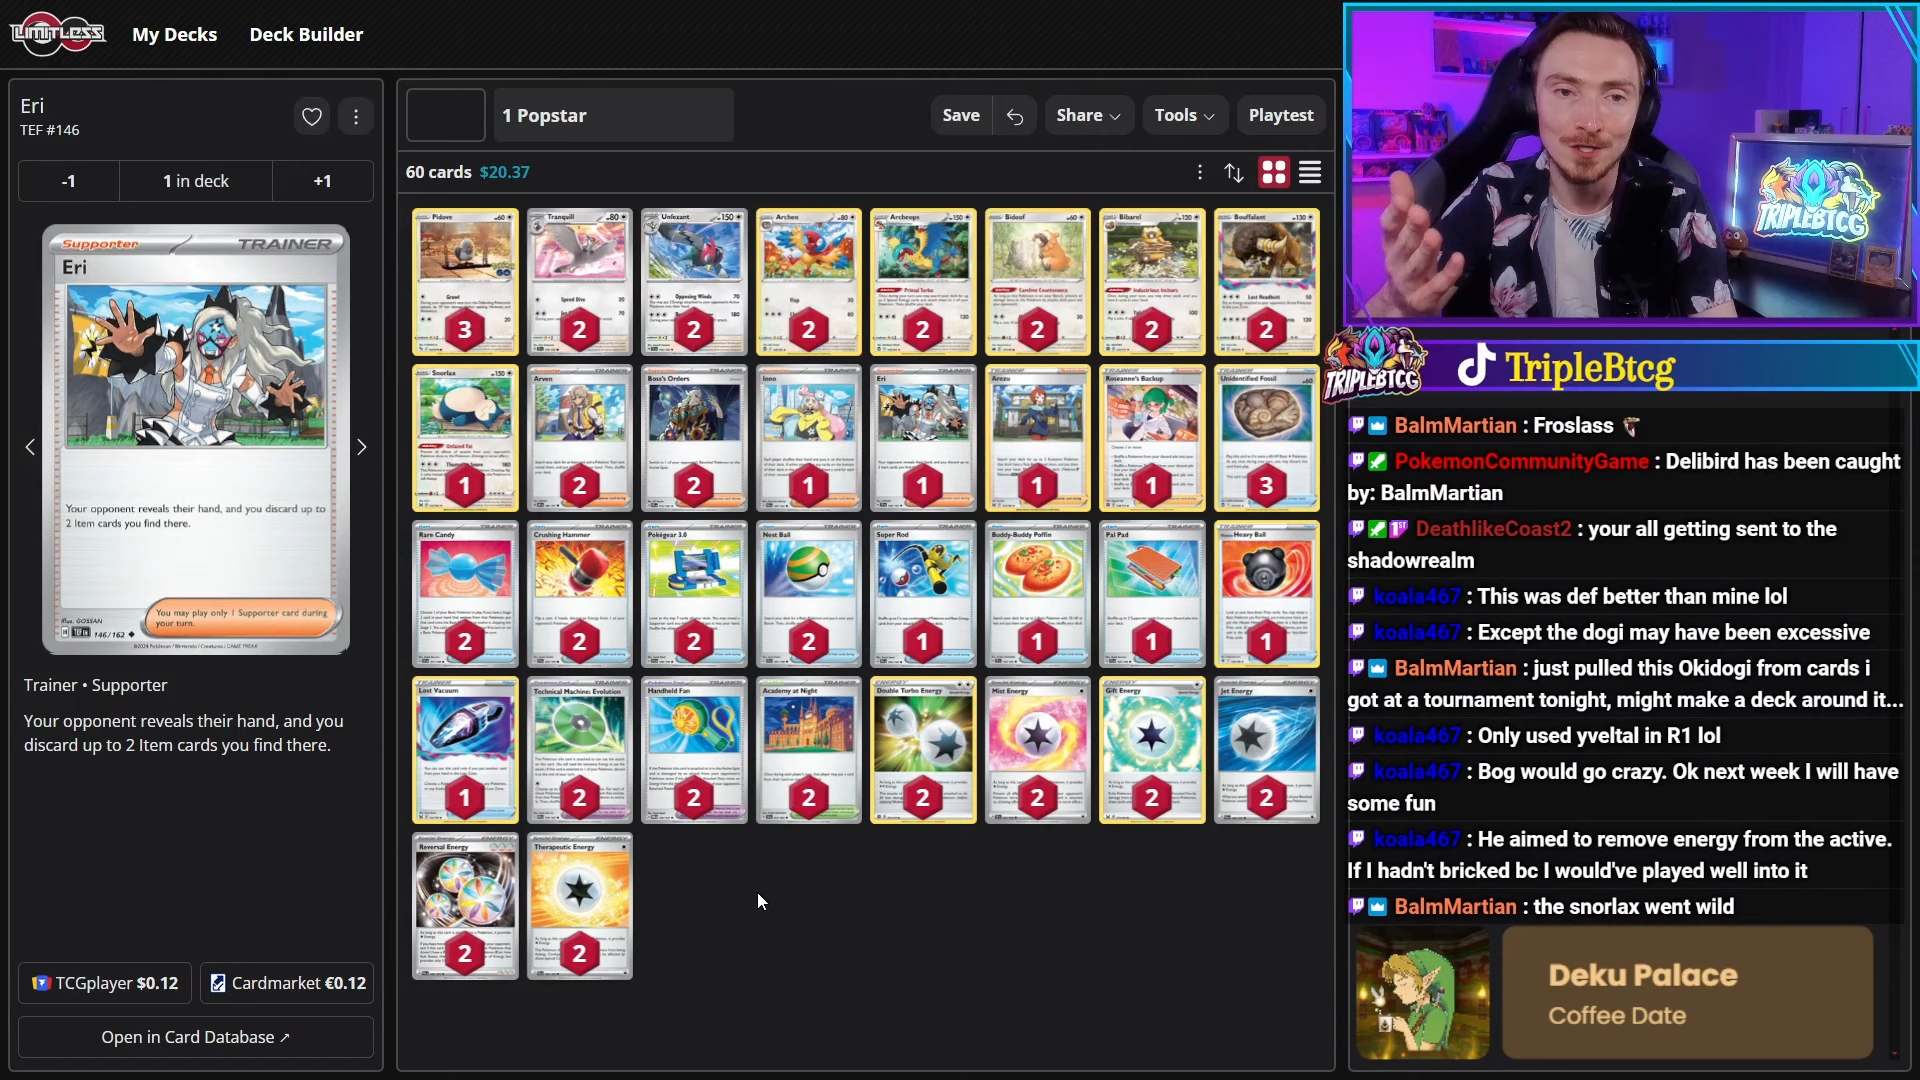 LIMITLESS
My Decks
Deck Builder
Eri
TEF #146
-1
1 in deck
+1
Supporter
TRAINER
Eri
Your opponent reveals their hand, and you discard up to
2 Item cards you find there.
You may play only 1 Supporter card during
your turn.
Illus. GOSSAN
146/162
Trainer • Supporter
Your opponent reveals their hand, and you
discard up to 2 Item cards you find there.
TCGplayer $0.12
Cardmarket €0.12
Open in Card Database ↗
1 Popstar
Save
Share
Tools
Playtest
60 cards $20.37
Pidove
Tranquill
Unfezant
Archen
Archeops
Bidoof
Bibarel
Bouffalant
3
2
2
2
2
2
2
2
Snorlax
Arven
Boss's Orders
Iono
Eri
Arezu
Roseanne's Backup
Unidentified Fossil
1
2
2
1
1
1
1
3
Rare Candy
Crushing Hammer
Pokégear 3.0
Nest Ball
Super Rod
Buddy-Buddy Poffin
Pal Pad
Heavy Ball
2
2
2
2
1
1
1
1
Lost Vacuum
Technical Machine: Evolution
Handheld Fan
Academy at Night
Double Turbo Energy
Mist Energy
Gift Energy
Jet Energy
1
2
2
2
2
2
2
2
Reversal Energy
Therapeutic Energy
2
2
TRIPLEBTCG
TRIPLEBTCG
TripleBtcg
BalmMartian : Froslass
PokemonCommunityGame : Delibird has been caught
by: BalmMartian
DeathlikeCoast2 : your all getting sent to the
shadowrealm
koala467 : This was def better than mine lol
koala467 : Except the dogi may have been excessive
BalmMartian : just pulled this Okidogi from cards i
got at a tournament tonight, might make a deck around it...
koala467 : Only used yveltal in R1 lol
koala467 : Bog would go crazy. Ok next week I will have
some fun
koala467 : He aimed to remove energy from the active.
If I hadn't bricked bc I would've played well into it
BalmMartian : the snorlax went wild
Deku Palace
Coffee Date